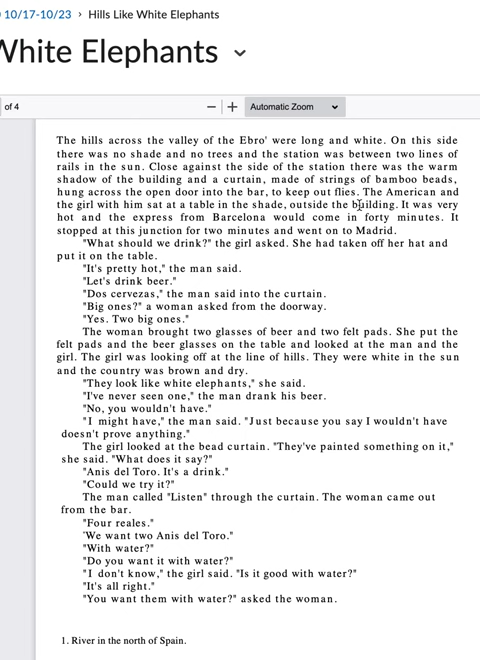 10/17-10/23 › Hills Like White Elephants
White Elephants
of 4
Automatic Zoom
The hills across the valley of the Ebro' were long and white. On this side
there was no shade and no trees and the station was between two lines of
rails in the sun. Close against the side of the station there was the warm
shadow of the building and a curtain, made of strings of bamboo beads,
hung across the open door into the bar, to keep out flies. The American and
the girl with him sat at a table in the shade, outside the building. It was very
hot and the express from Barcelona would come in forty minutes. It
stopped at this junction for two minutes and went on to Madrid.
"What should we drink?" the girl asked. She had taken off her hat and
put it on the table.
"It's pretty hot," the man said.
"Let's drink beer."
"Dos cervezas," the man said into the curtain.
"Big ones?" a woman asked from the doorway.
"Yes. Two big ones."
The woman brought two glasses of beer and two felt pads. She put the
felt pads and the beer glasses on the table and looked at the man and the
girl. The girl was looking off at the line of hills. They were white in the sun
and the country was brown and dry.
"They look like white elephants," she said.
"I've never seen one," the man drank his beer.
"No, you wouldn't have."
"I might have," the man said. "Just because you say I wouldn't have
doesn't prove anything."
The girl looked at the bead curtain. "They've painted something on it,"
she said. "What does it say?"
"Anis del Toro. It's a drink."
"Could we try it?"
The man called "Listen" through the curtain. The woman came out
from the bar.
"Four reales."
'We want two Anis del Toro."
"With water?"
"Do you want it with water?"
"I don't know," the girl said. "Is it good with water?"
"It's all right."
"You want them with water?" asked the woman.
1. River in the north of Spain.